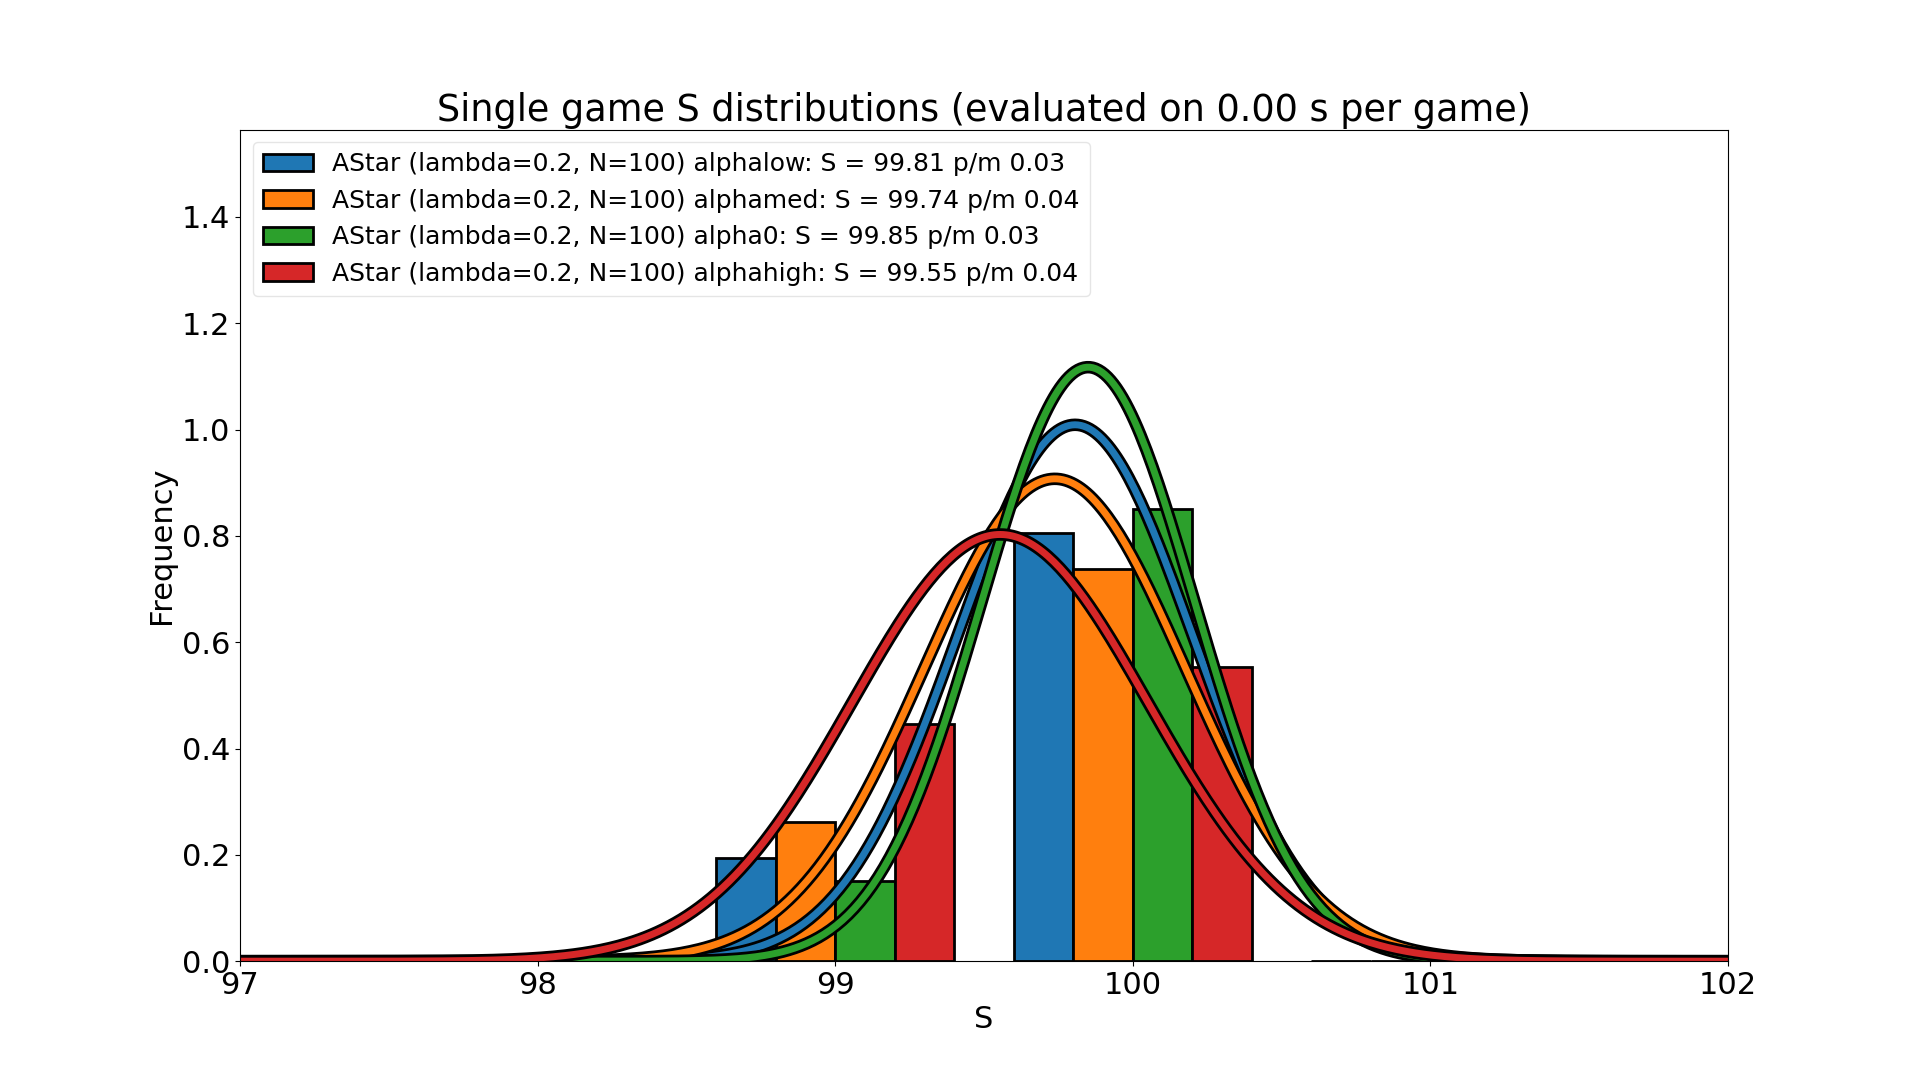 Single game S distributions (evaluated on 0.00 s per game)
AStar (lambda=0.2, N=100) alphalow: S = 99.81 p/m 0.03
AStar (lambda=0.2, N=100) alphamed: S = 99.74 p/m 0.04
AStar (lambda=0.2, N=100) alpha0: S = 99.85 p/m 0.03
AStar (lambda=0.2, N=100) alphahigh: S = 99.55 p/m 0.04
Frequency
1.4
1.2
1.0
0.8
0.6
0.4
0.2
0.0
97 98 99 100 101 102
S